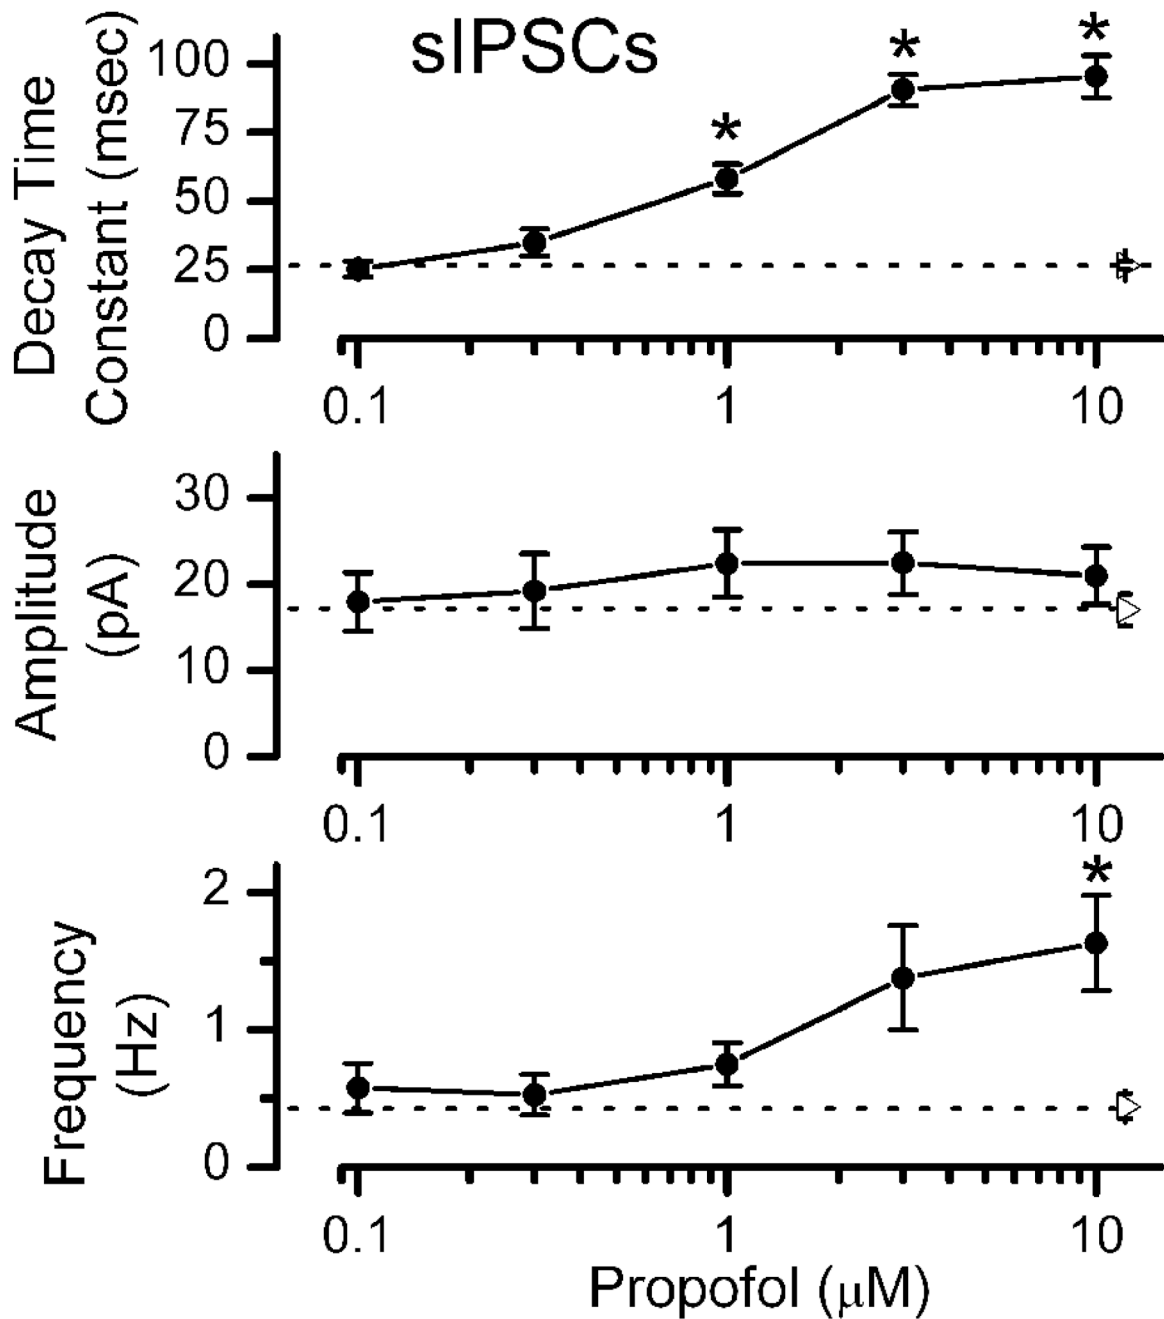 sIPSCs
Decay Time
Constant (msec)
100
75
50
25
0
* * *
0.1 1 10
Amplitude
(pA)
30
20
10
0
0.1 1 10
Frequency
(Hz)
2
1
0
*
0.1 1 10
Propofol (μM)